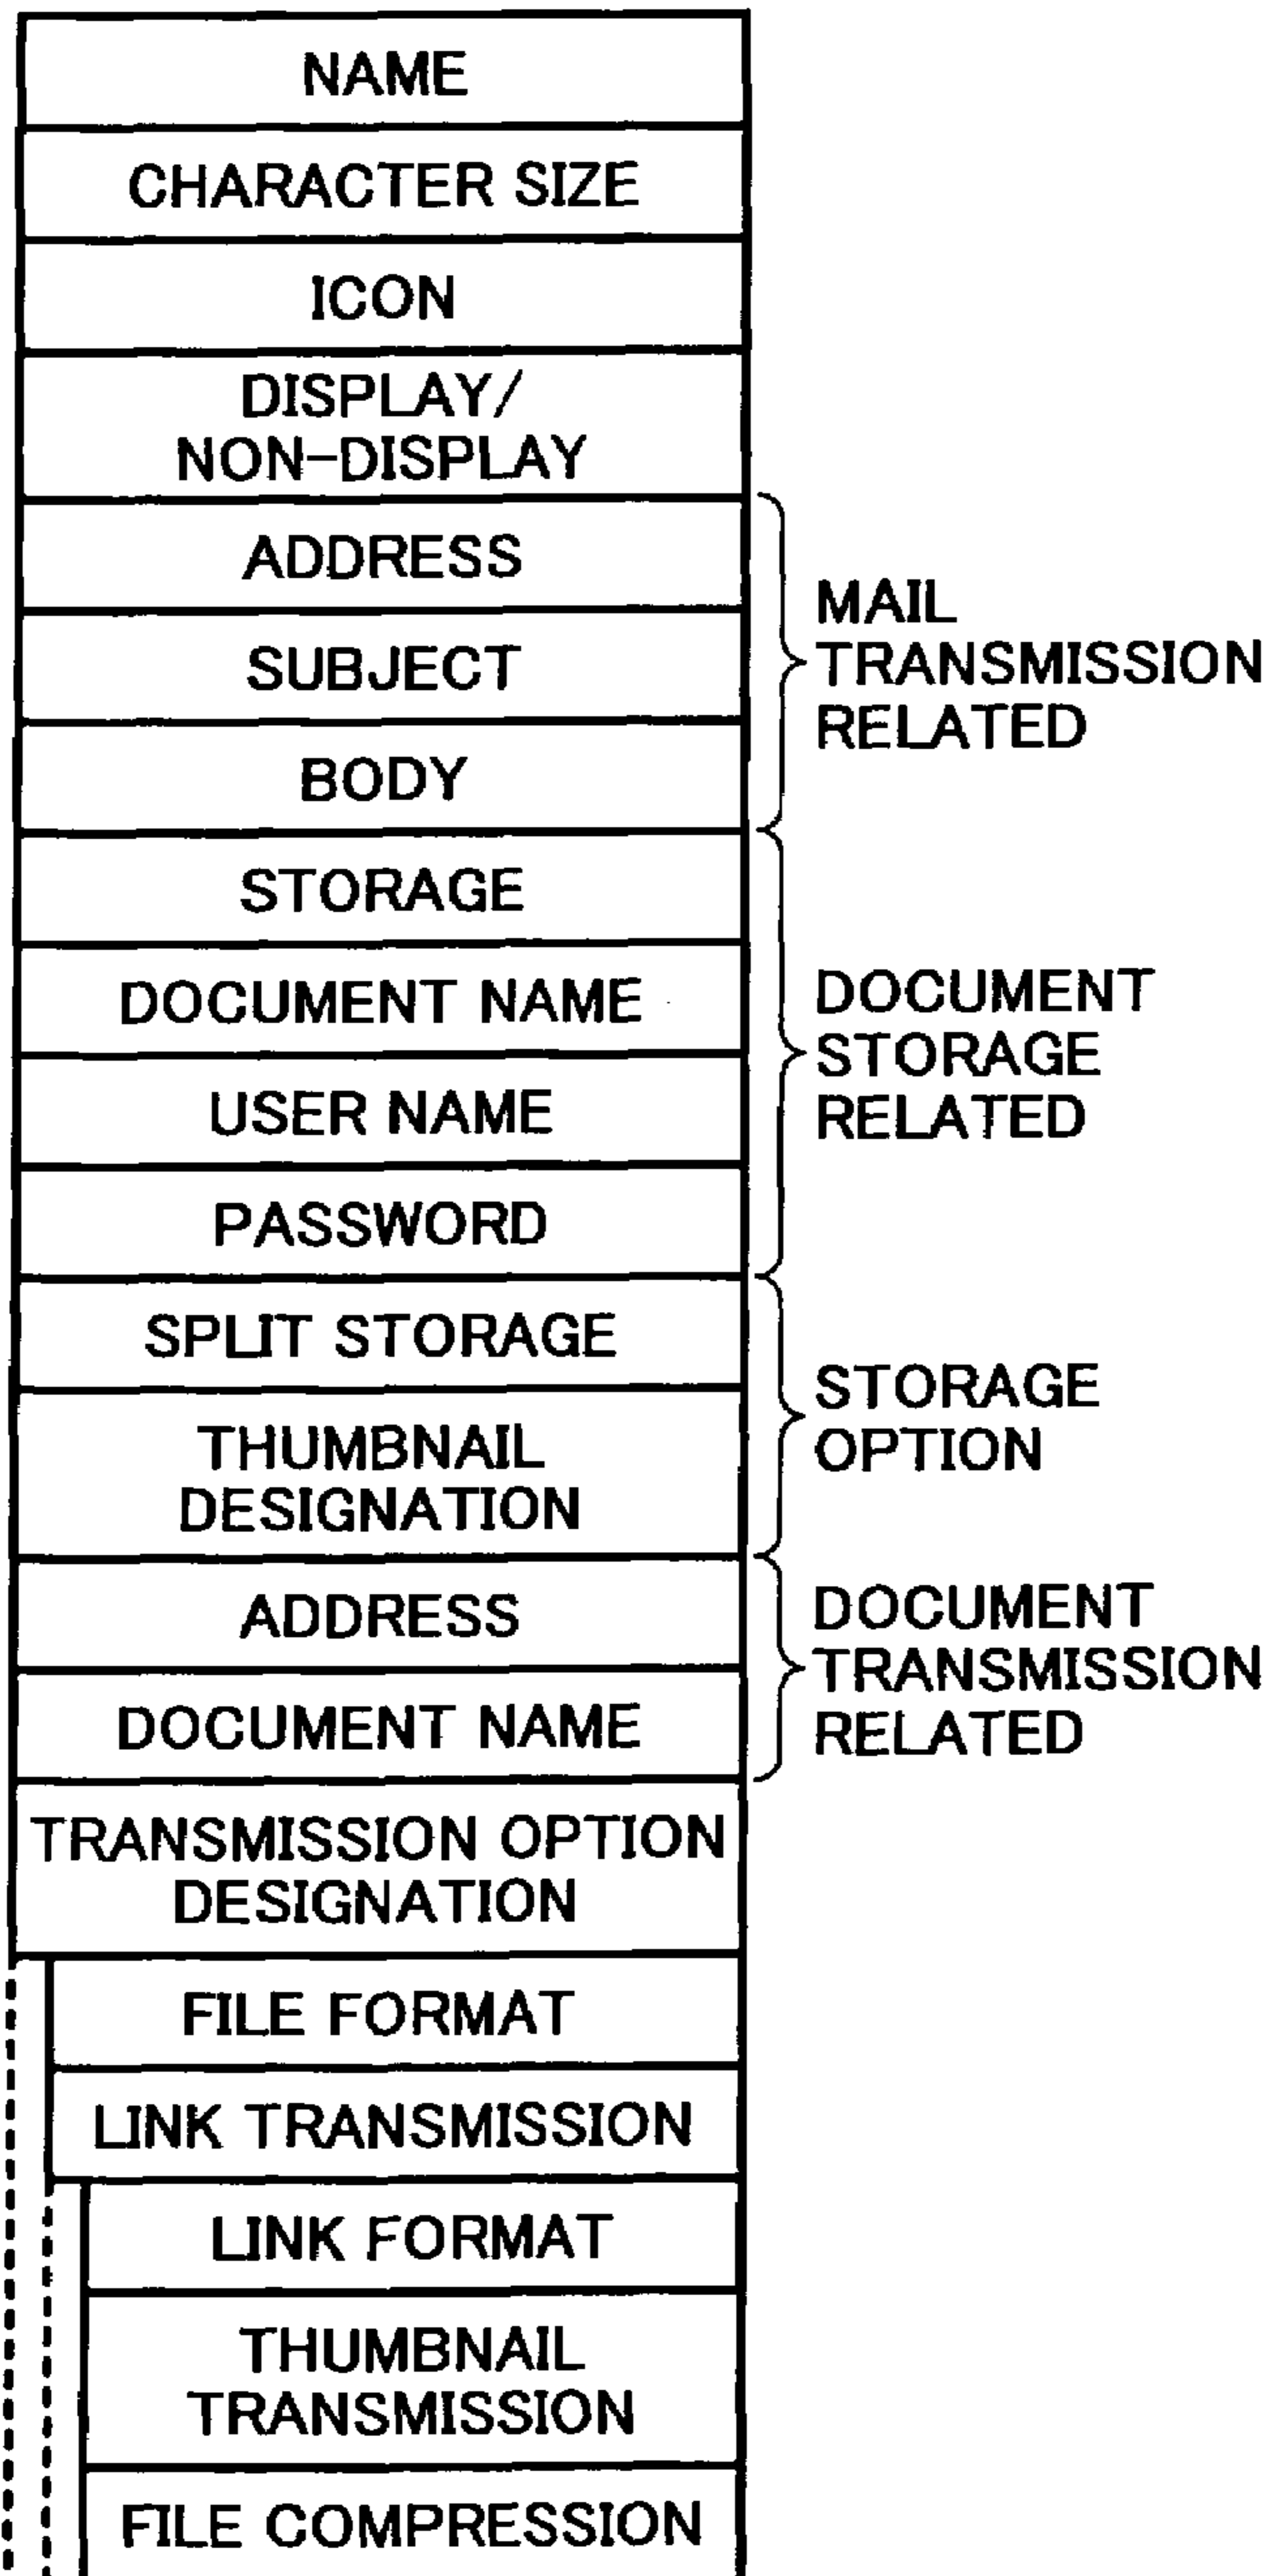 NAME
CHARACTER SIZE
ICON
DISPLAY/
NON-DISPLAY
ADDRESS
SUBJECT
BODY
MAIL
TRANSMISSION
RELATED
STORAGE
DOCUMENT NAME
USER NAME
PASSWORD
DOCUMENT
STORAGE
RELATED
SPLIT STORAGE
THUMBNAIL
DESIGNATION
STORAGE
OPTION
ADDRESS
DOCUMENT NAME
DOCUMENT
TRANSMISSION
RELATED
TRANSMISSION OPTION
DESIGNATION
FILE FORMAT
LINK TRANSMISSION
LINK FORMAT
THUMBNAIL
TRANSMISSION
FILE COMPRESSION